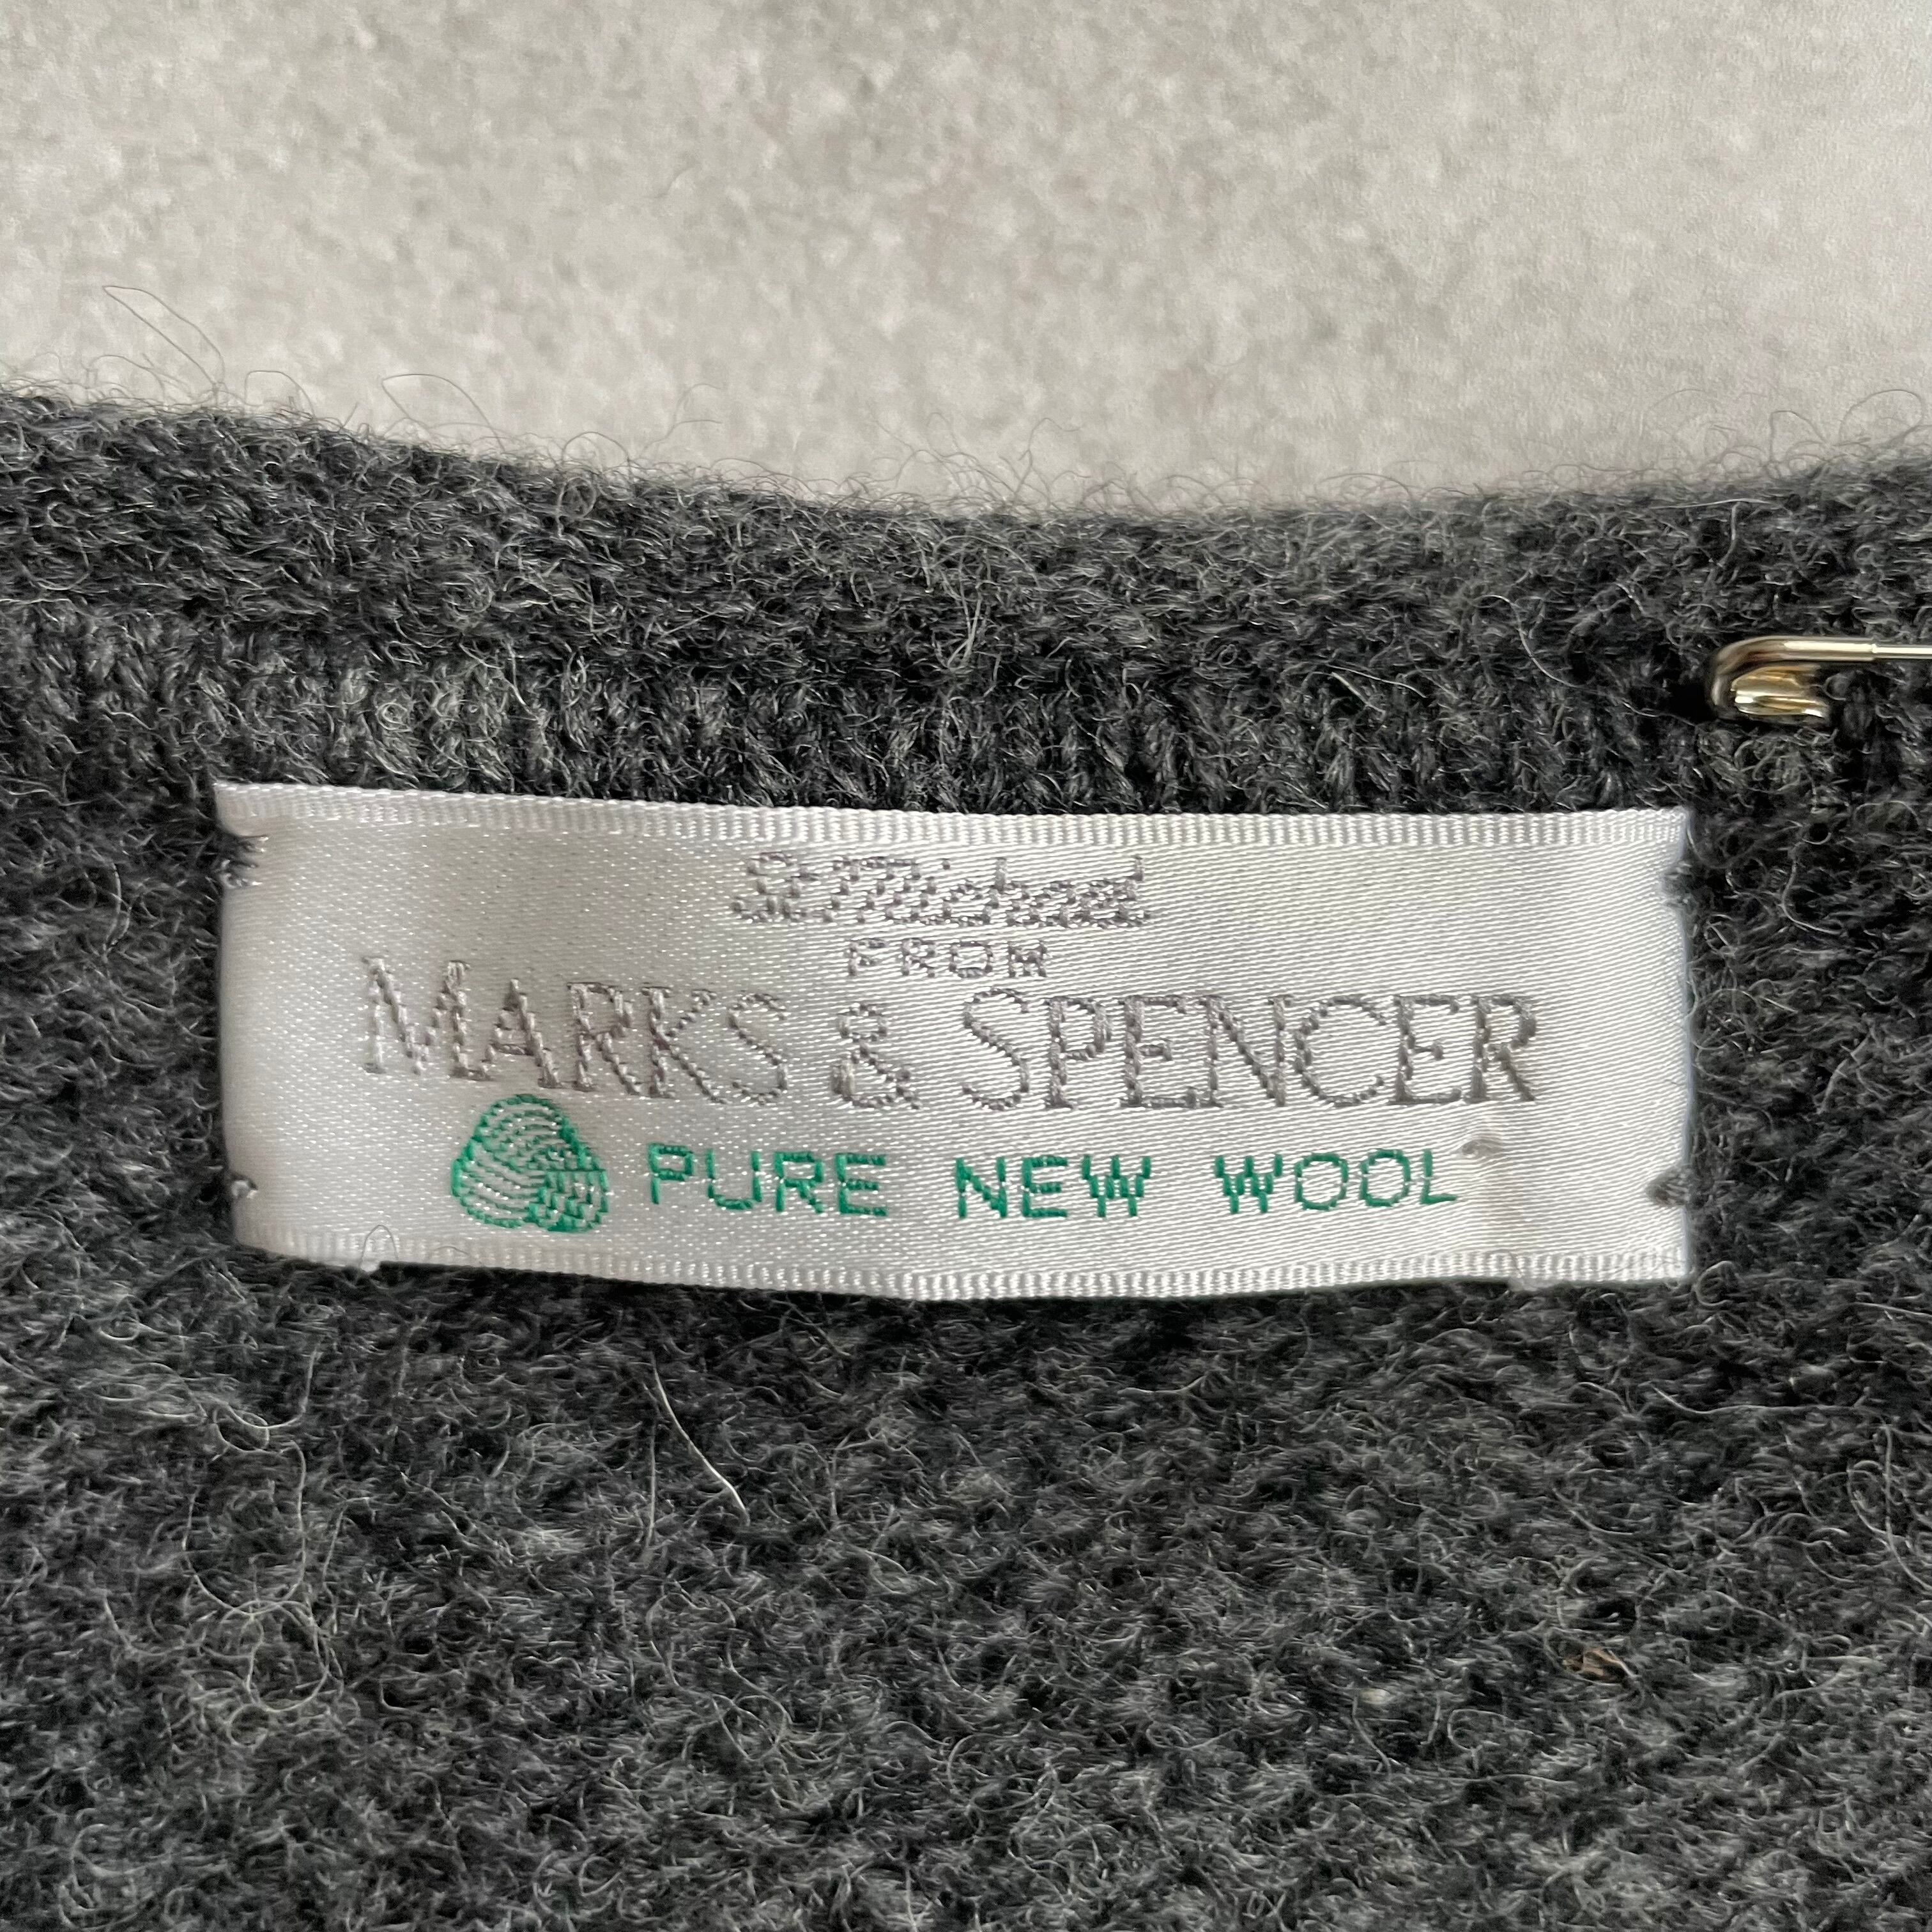 St Michael
FROM
MARKS & SPENCER
PURE NEW WOOL